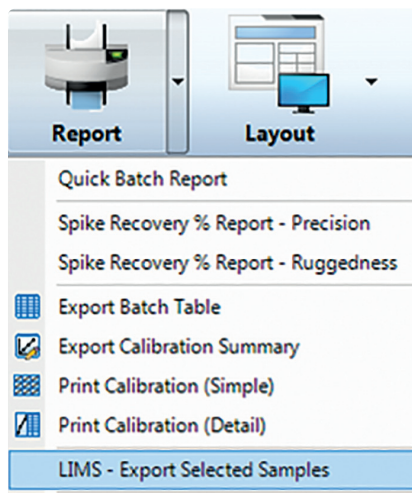 Report
Layout
Quick Batch Report
Spike Recovery % Report - Precision
Spike Recovery % Report - Ruggedness
Export Batch Table
Export Calibration Summary
Print Calibration (Simple)
Print Calibration (Detail)
LIMS - Export Selected Samples